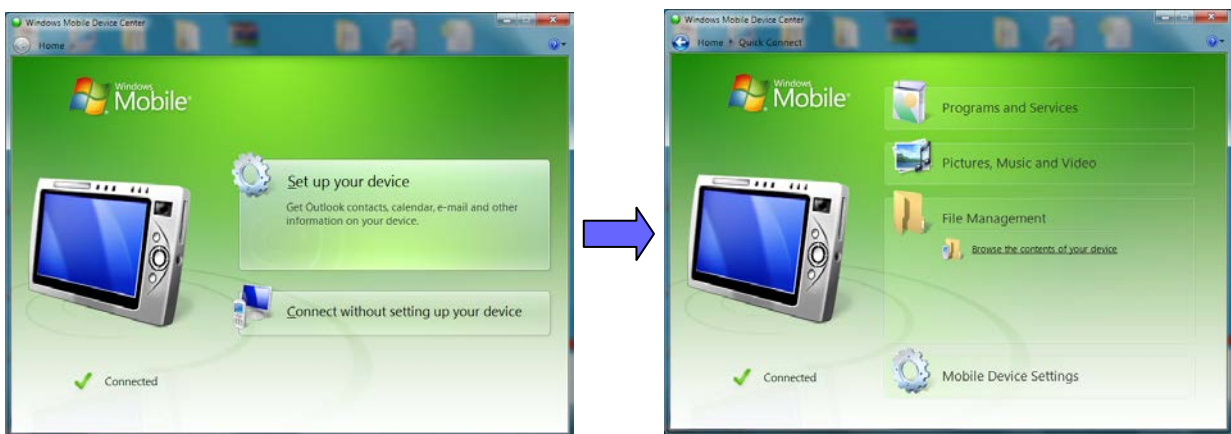 Windows Mobile Device Center
Home
Windows
Mobile
Set up your device
Get Outlook contacts, calendar, e-mail and other
information on your device.
Connect without setting up your device
Connected
Windows Mobile Device Center
Home Quick Connect
Windows
Mobile
Programs and Services
Pictures, Music and Video
File Management
Browse the contents of your device
Mobile Device Settings
Connected